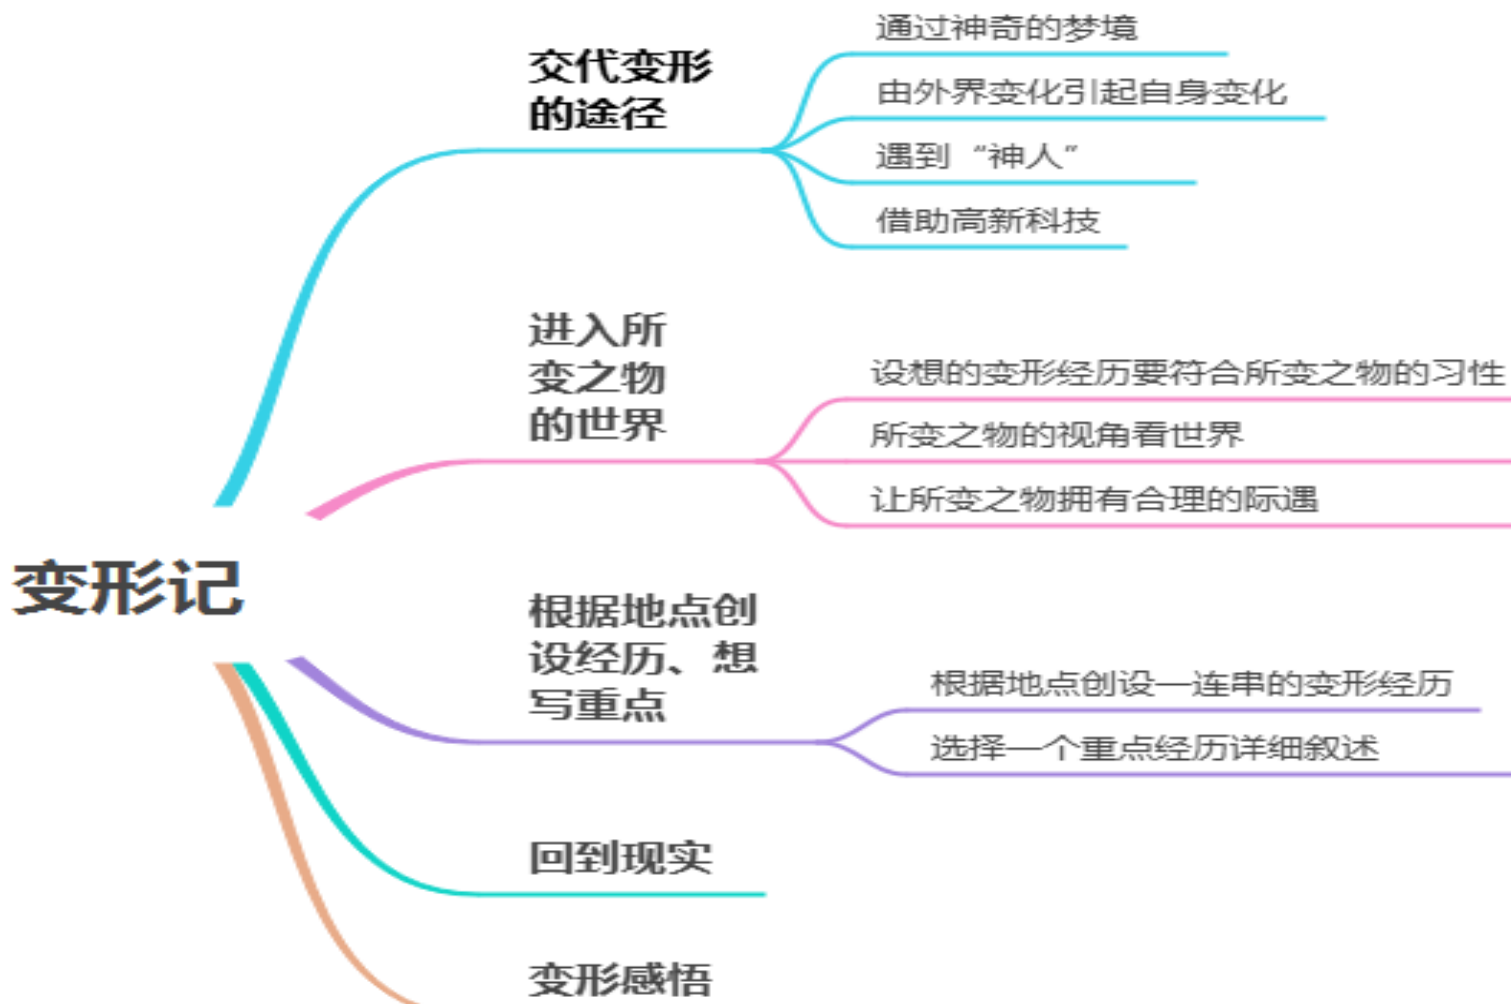 变形记
交代变形
的途径
通过神奇的梦境
由外界变化引起自身变化
遇到“神人”
借助高新科技
进入所
变之物
的世界
设想的变形经历要符合所变之物的习性
所变之物的视角看世界
让所变之物拥有合理的际遇
根据地点创
设经历、想
写重点
根据地点创设一连串的变形经历
选择一个重点经历详细叙述
回到现实
变形感悟